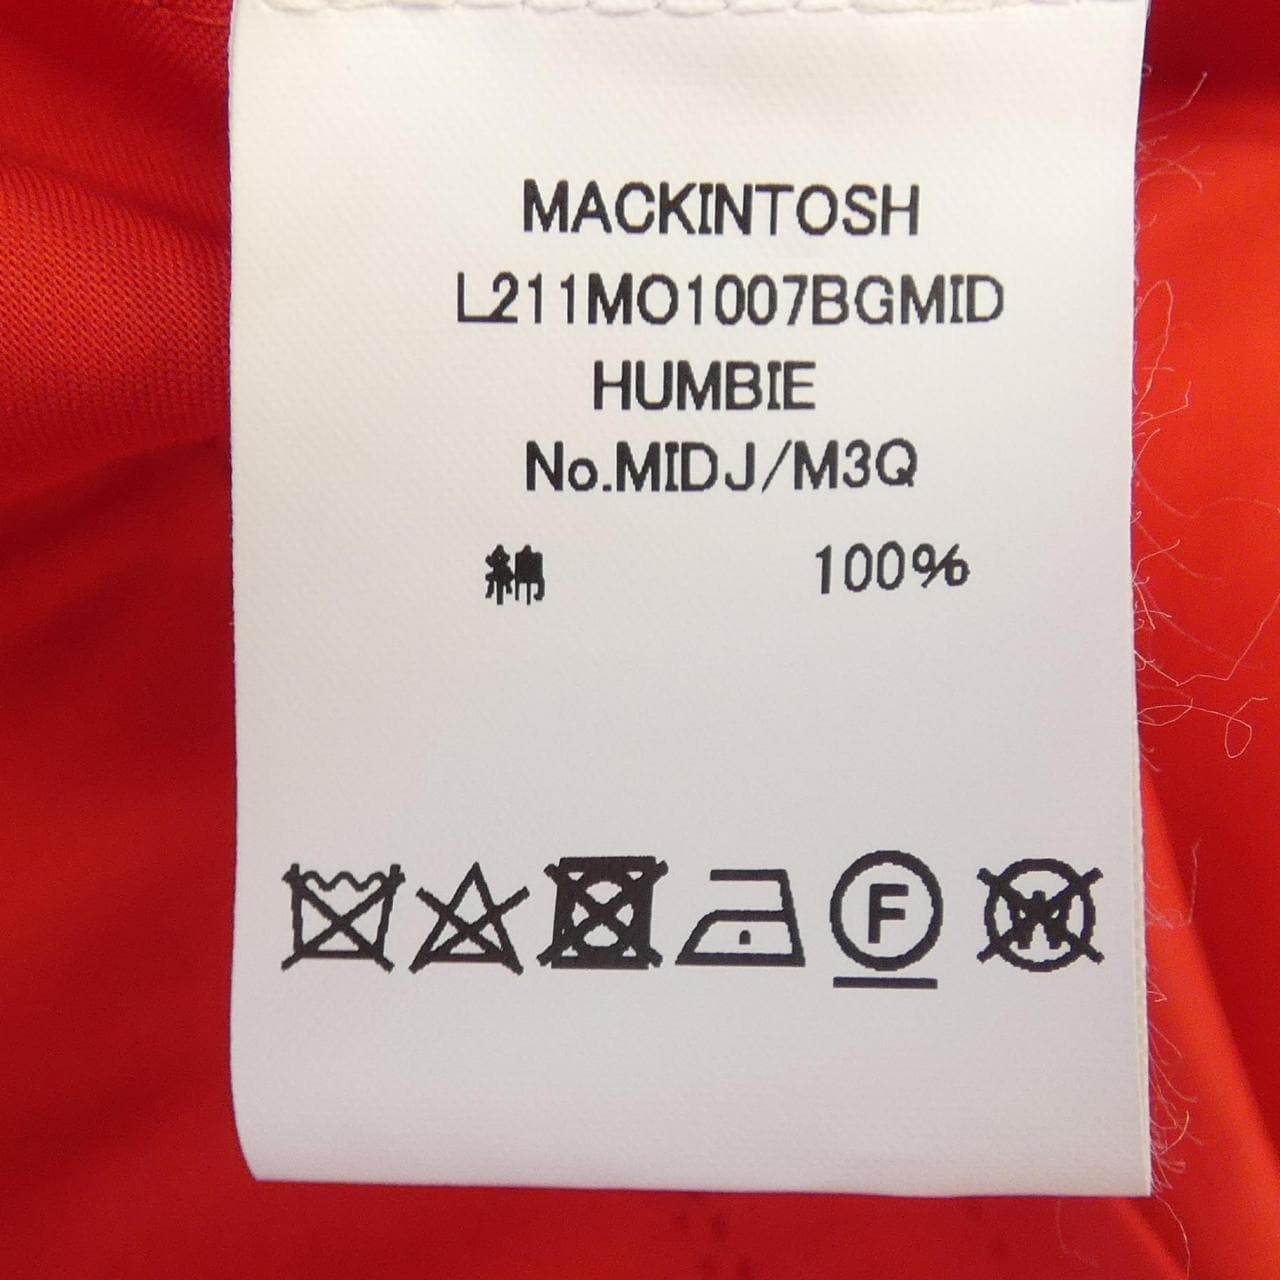 MACKINTOSH
L211MO1007BGMID
HUMBIE
No.MIDJ/M3Q
綿 100%
F
W